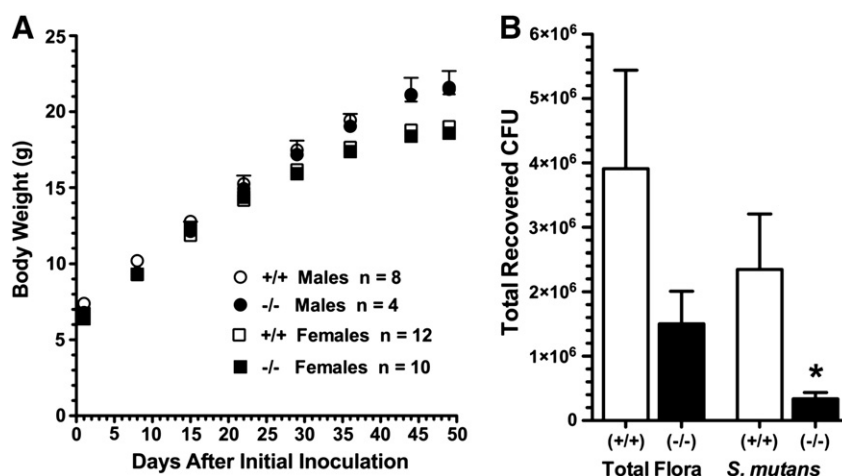 A
Body Weight (g)
25
20
15
10
5
0
○ +/+ Males n = 8
● -/- Males n = 4
□ +/+ Females n = 12
■ -/- Females n = 10
0 5 10 15 20 25 30 35 40 45 50
Days After Initial Inoculation
B
Total Recovered CFU
6×10⁶
5×10⁶
4×10⁶
3×10⁶
2×10⁶
1×10⁶
0
*
(+/+) (-/-) (+/+) (-/-)
Total Flora S. mutans